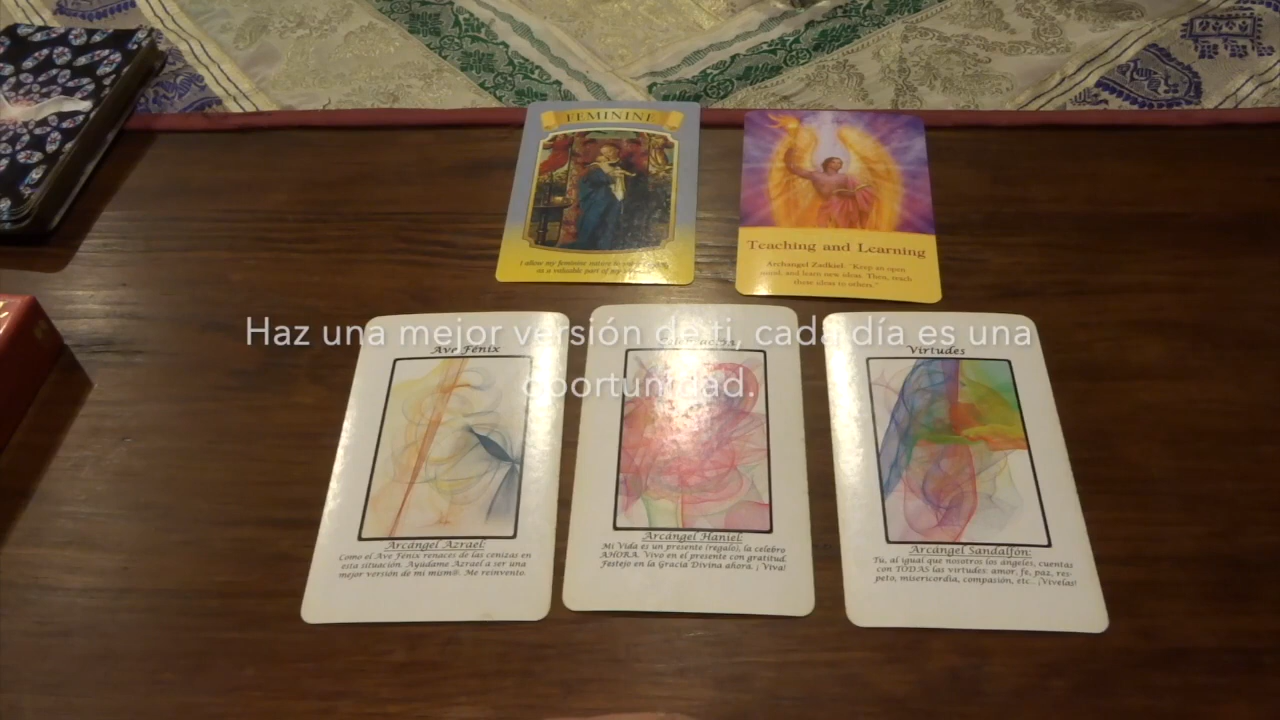 FEMININE
I allow my feminine nature
as a valuable part of my
Teaching and Learning
Archangel Zadkiel: "Keep an open
mind, and learn new ideas. Then, teach
these ideas to others."
Haz una mejor versión de ti, cada día es una
oportunidad.
Ave Fénix
Arcángel Azrael:
Como el Ave Fénix renaces de las cenizas en
esta situación. Ayúdame Azrael a ser una
mejor versión de mi mism@. Me reinvento.
Arcángel Haniel:
Mi Vida es un presente (regalo), la celebro
AHORA. Vivo en el presente con gratitud.
Festejo en la Gracia Divina ahora. ¡Viva!
Virtudes
Arcángel Sandalfón:
Tú, al igual que nosotros los ángeles, cuentas
con TODAS las virtudes: amor, fe, paz, res-
peto, misericordia, compasión, etc. ¡Vívelas!